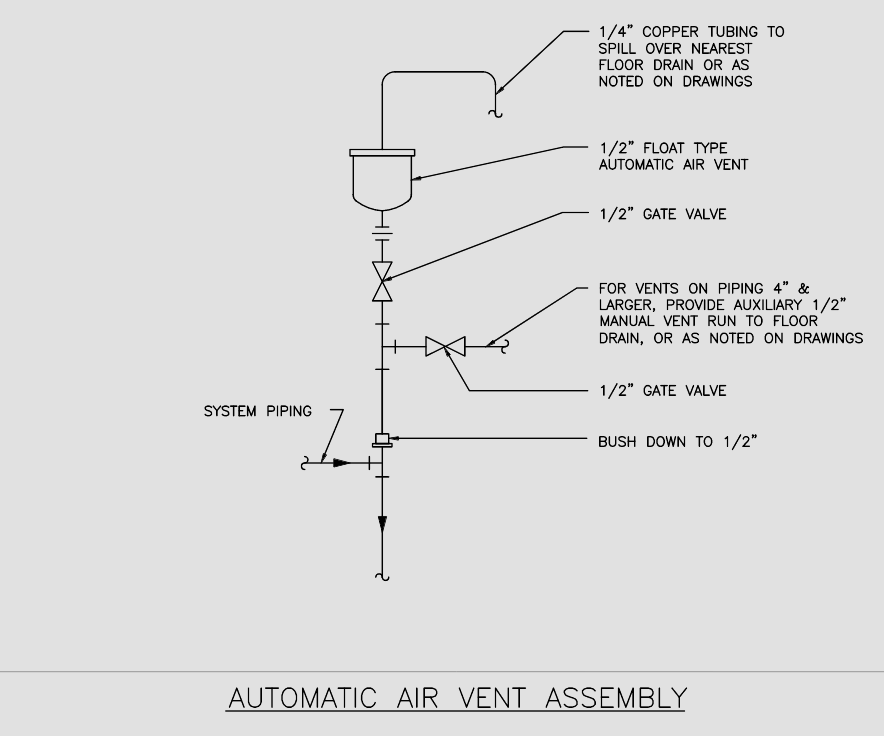 1/4” COPPER TUBING TO
SPILL OVER NEAREST
FLOOR DRAIN OR AS
NOTED ON DRAWINGS
1/2” FLOAT TYPE
AUTOMATIC AIR VENT
1/2” GATE VALVE
FOR VENTS ON PIPING 4” &
LARGER, PROVIDE AUXILIARY 1/2”
MANUAL VENT RUN TO FLOOR
DRAIN, OR AS NOTED ON DRAWINGS
1/2” GATE VALVE
SYSTEM PIPING
BUSH DOWN TO 1/2”
AUTOMATIC AIR VENT ASSEMBLY